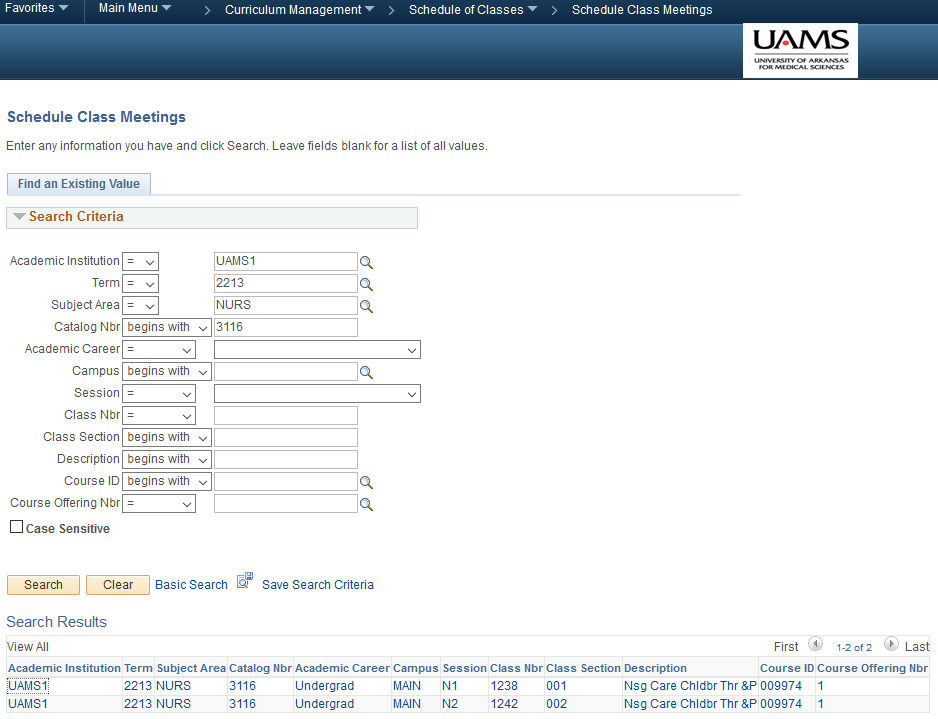 Favorites Main Menu > Curriculum Management > Schedule of Classes > Schedule Class Meetings
UAMS
UNIVERSITY OF ARKANSAS
FOR MEDICAL SCIENCES
Schedule Class Meetings
Enter any information you have and click Search. Leave fields blank for a list of all values.
Find an Existing Value
Search Criteria
Academic Institution = UAMS1
Term = 2213
Subject Area = NURS
Catalog Nbr begins with 3116
Academic Career =
Campus begins with
Session =
Class Nbr =
Class Section begins with
Description begins with
Course ID begins with
Course Offering Nbr =
Case Sensitive
Search Clear Basic Search Save Search Criteria
Search Results
View All First 1-2 of 2 Last
Academic Institution Term Subject Area Catalog Nbr Academic Career Campus Session Class Nbr Class Section Description Course ID Course Offering Nbr
UAMS1 2213 NURS 3116 Undergrad MAIN N1 1238 001 Nsg Care Chldbr Thr &P 009974 1
UAMS1 2213 NURS 3116 Undergrad MAIN N2 1242 002 Nsg Care Chldbr Thr &P 009974 1